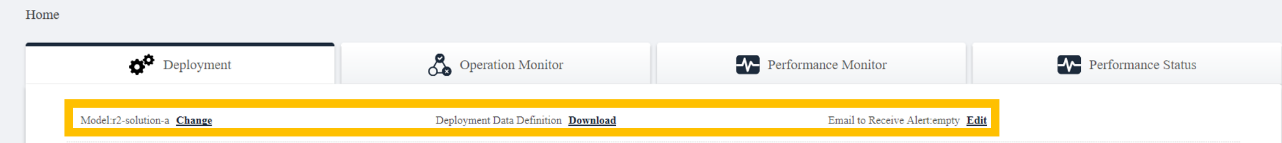 Home
Deployment Operation Monitor Performance Monitor Performance Status
Model:r2-solution-a Change Deployment Data Definition Download Email to Receive Alert:empty Edit